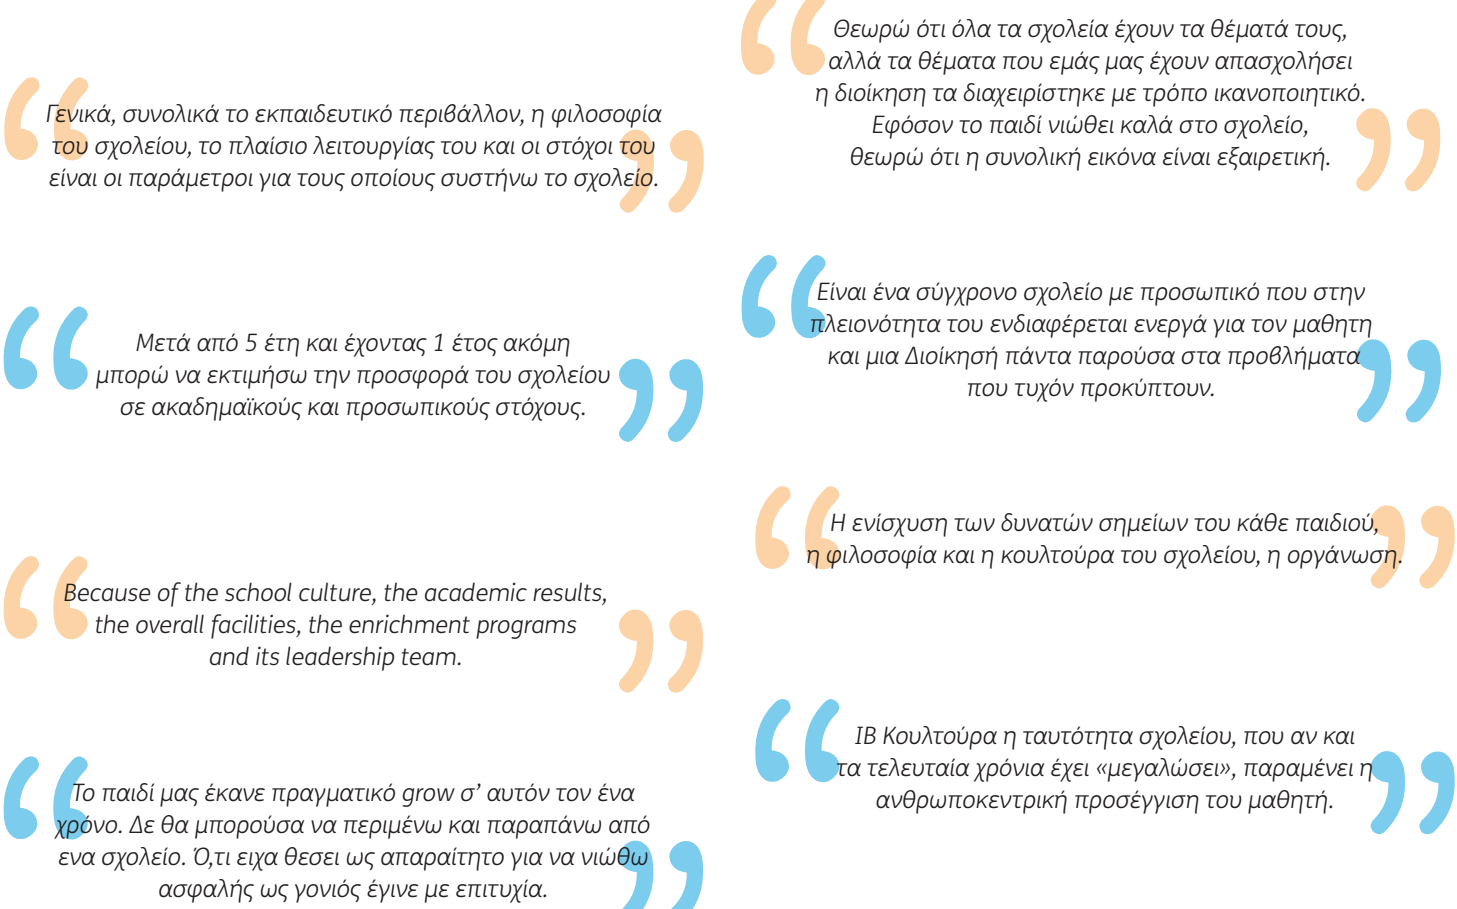 Γενικά, συνολικά το εκπαιδευτικό περιβάλλον, η φιλοσοφία
του σχολείου, το πλαίσιο λειτουργίας του και οι στόχοι του
είναι οι παράμετροι για τους οποίους συστήνω το σχολείο.
Μετά από 5 έτη και έχοντας 1 έτος ακόμη
μπορώ να εκτιμήσω την προσφορά του σχολείου
σε ακαδημαϊκούς και προσωπικούς στόχους.
Because of the school culture, the academic results,
the overall facilities, the enrichment programs
and its leadership team.
Το παιδί μας έκανε πραγματικό grow σ’ αυτόν τον ένα
χρόνο. Δε θα μπορούσα να περιμένω και παραπάνω από
ενα σχολείο. Ό,τι ειχα θεσει ως απαραίτητο για να νιώθω
ασφαλής ως γονιός έγινε με επιτυχία.
Θεωρώ ότι όλα τα σχολεία έχουν τα θέματά τους,
αλλά τα θέματα που εμάς μας έχουν απασχολήσει
η διοίκηση τα διαχειρίστηκε με τρόπο ικανοποιητικό.
Εφόσον το παιδί νιώθει καλά στο σχολείο,
θεωρώ ότι η συνολική εικόνα είναι εξαιρετική.
Είναι ένα σύγχρονο σχολείο με προσωπικό που στην
πλειονότητα του ενδιαφέρεται ενεργά για τον μαθητη
και μια Διοίκησή πάντα παρούσα στα προβλήματα
που τυχόν προκύπτουν.
Η ενίσχυση των δυνατών σημείων του κάθε παιδιού,
η φιλοσοφία και η κουλτούρα του σχολείου, η οργάνωση.
IB Κουλτούρα η ταυτότητα σχολείου, που αν και
τα τελευταία χρόνια έχει «μεγαλώσει», παραμένει η
ανθρωποκεντρική προσέγγιση του μαθητή.